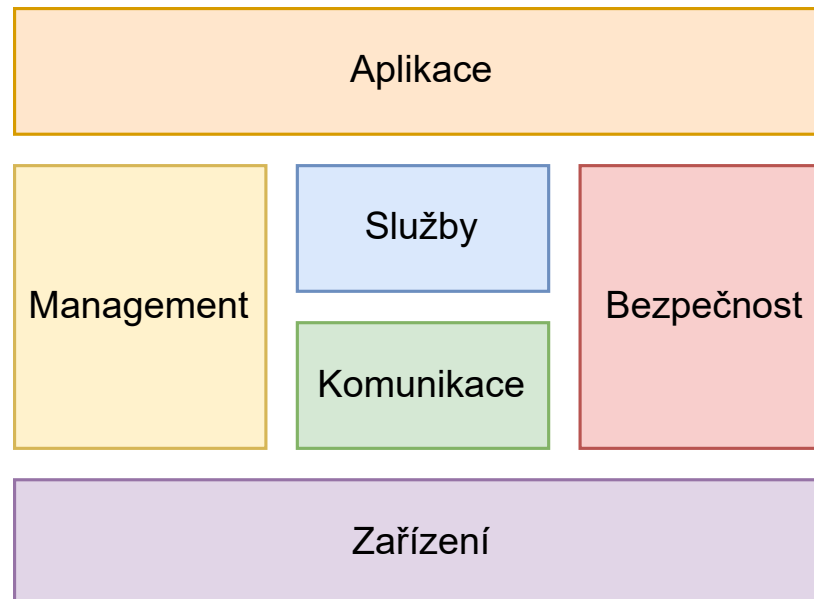 Aplikace
Služby
Management
Bezpečnost
Komunikace
Zařízení